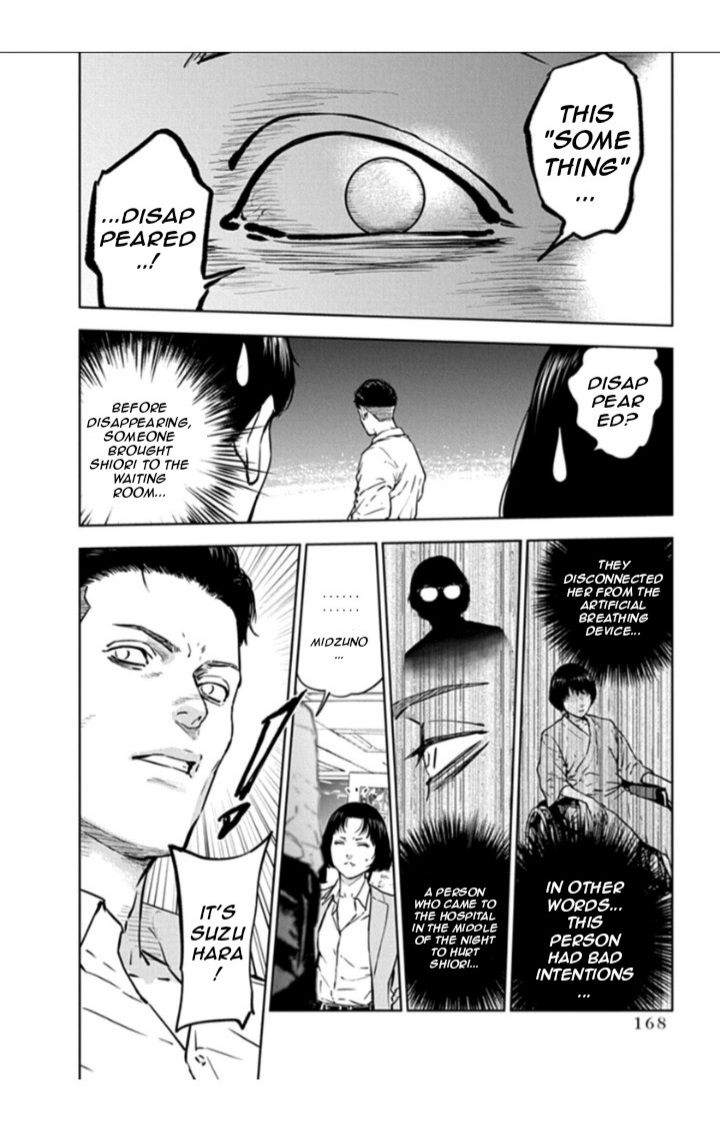 THIS
"SOME
THING"
...
...DISAP
PEARED
..!
DISAP
PEAR
ED?
BEFORE
DISAPPEARING,
SOMEONE
BROUGHT
SHIORI TO THE
WAITING
ROOM...
THEY
DISCONNECTED
HER FROM THE
ARTIFICIAL
BREATHING
DEVICE...
IN OTHER
WORDS...
THIS
PERSON
HAD BAD
INTENTIONS
...
A PERSON
WHO CAME TO
THE HOSPITAL
IN THE MIDDLE
OF THE NIGHT
TO HURT
SHIORI...
......
......
MIDZUNO
...
IT'S
SUZU
HARA
!
168